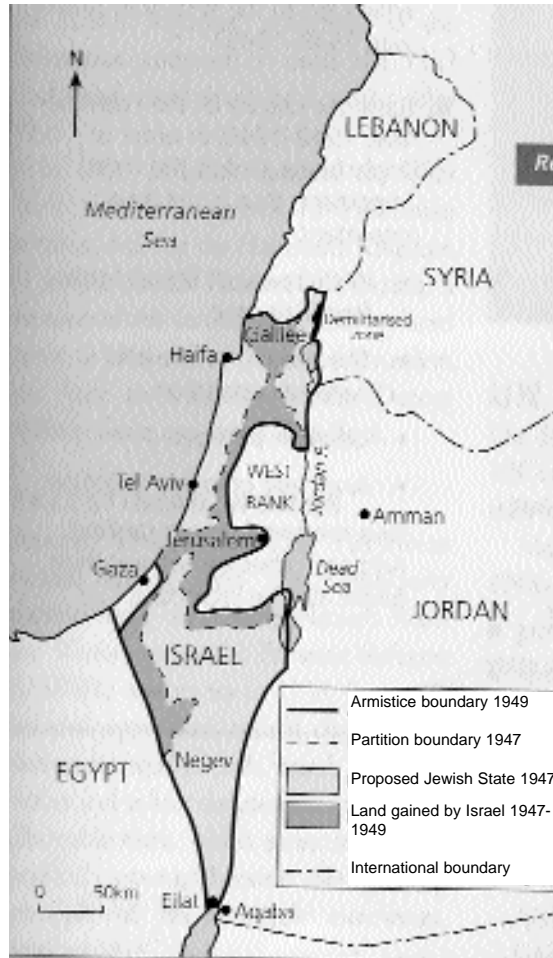 N
LEBANON
Mediterranean
Sea
SYRIA
Galilee
Demilitarised
zone
Haifa
WEST
BANK
Jordan R.
Tel Aviv
Amman
Jerusalem
Gaza
Dead
Sea
JORDAN
ISRAEL
EGYPT
Negev
Armistice boundary 1949
Partition boundary 1947
Proposed Jewish State 1947
Land gained by Israel 1947-
1949
International boundary
0 50km
Eilat
Aqaba